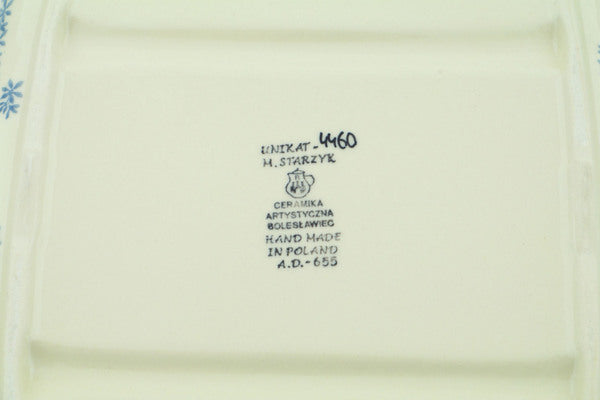 UNIKAT-4460
M. STARZYK
CERAMIKA
ARTYSTYCZNA
BOLESŁAWIEC
HAND MADE
IN POLAND
A.D.-655